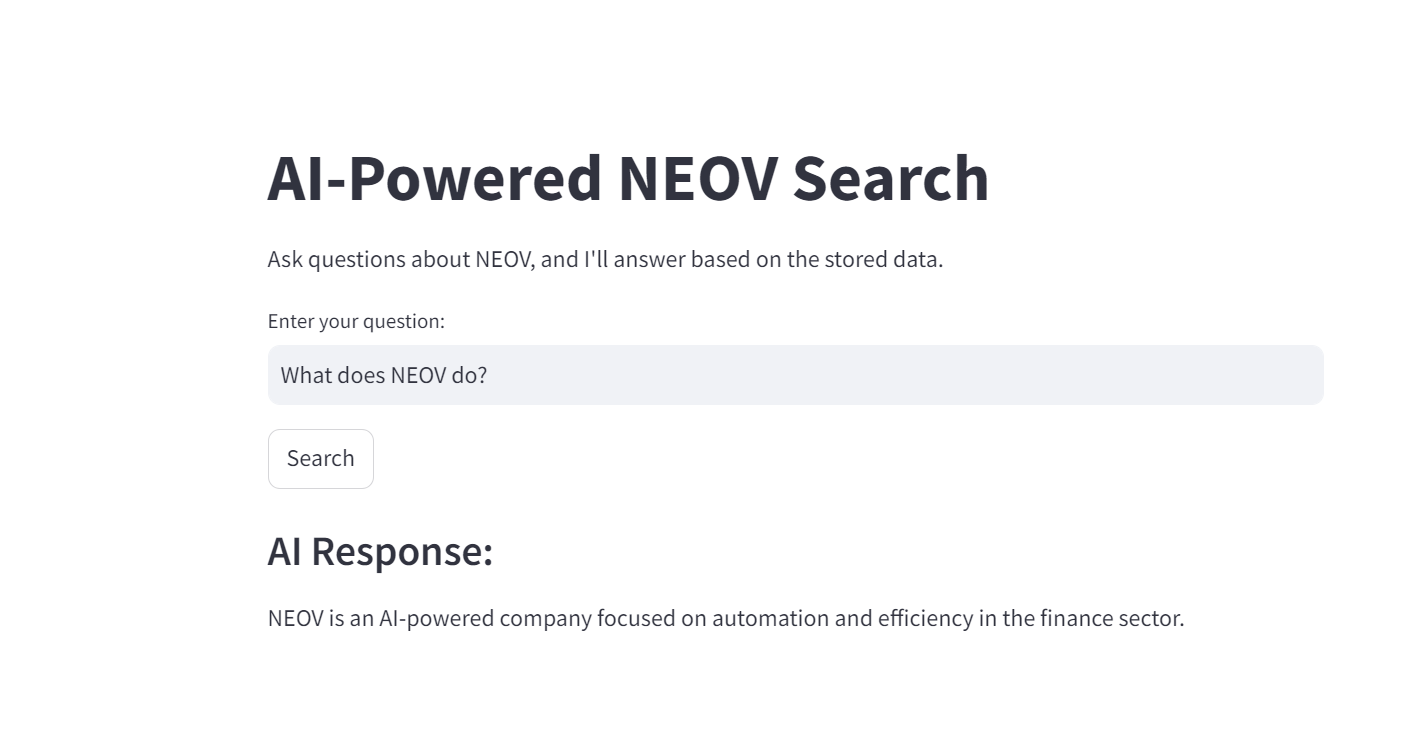 AI-Powered NEOV Search
Ask questions about NEOV, and I'll answer based on the stored data.
Enter your question:
What does NEOV do?
Search
AI Response:
NEOV is an AI-powered company focused on automation and efficiency in the finance sector.